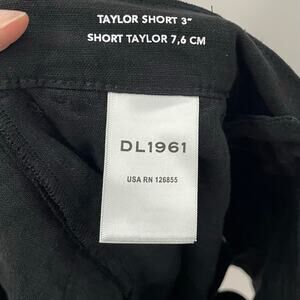 TAYLOR SHORT 3"
SHORT TAYLOR 7,6 CM
DL1961
USA RN 126855